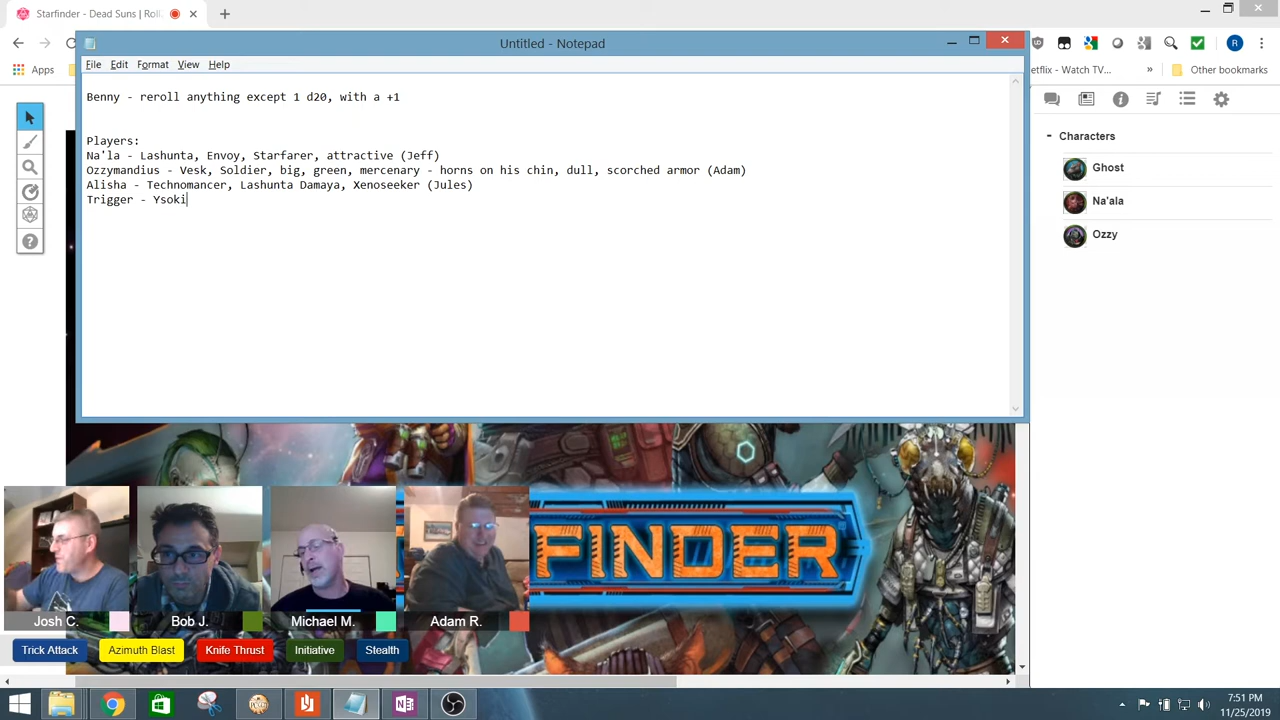 Starfinder - Dead Suns | Roll
Untitled - Notepad
File Edit Format View Help
Apps
etflix - Watch TV...
»
Other bookmarks
R
Benny - reroll anything except 1 d20, with a +1
Players:
Na'la - Lashunta, Envoy, Starfarer, attractive (Jeff)
Ozzymandius - Vesk, Soldier, big, green, mercenary - horns on his chin, dull, scorched armor (Adam)
Alisha - Technomancer, Lashunta Damaya, Xenoseeker (Jules)
Trigger - Ysoki
Characters
Ghost
Na'ala
Ozzy
FINDER
Josh C.
Bob J.
Michael M.
Adam R.
Trick Attack
Azimuth Blast
Knife Thrust
Initiative
Stealth
7:51 PM
11/25/2019